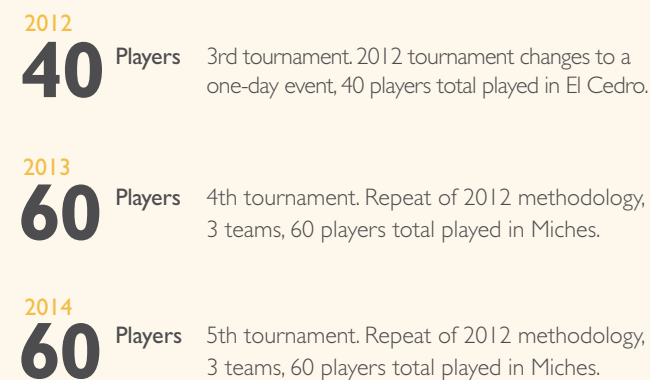 2012
40 Players
3rd tournament. 2012 tournament changes to a
one-day event, 40 players total played in El Cedro.
2013
60 Players
4th tournament. Repeat of 2012 methodology,
3 teams, 60 players total played in Miches.
2014
60 Players
5th tournament. Repeat of 2012 methodology,
3 teams, 60 players total played in Miches.